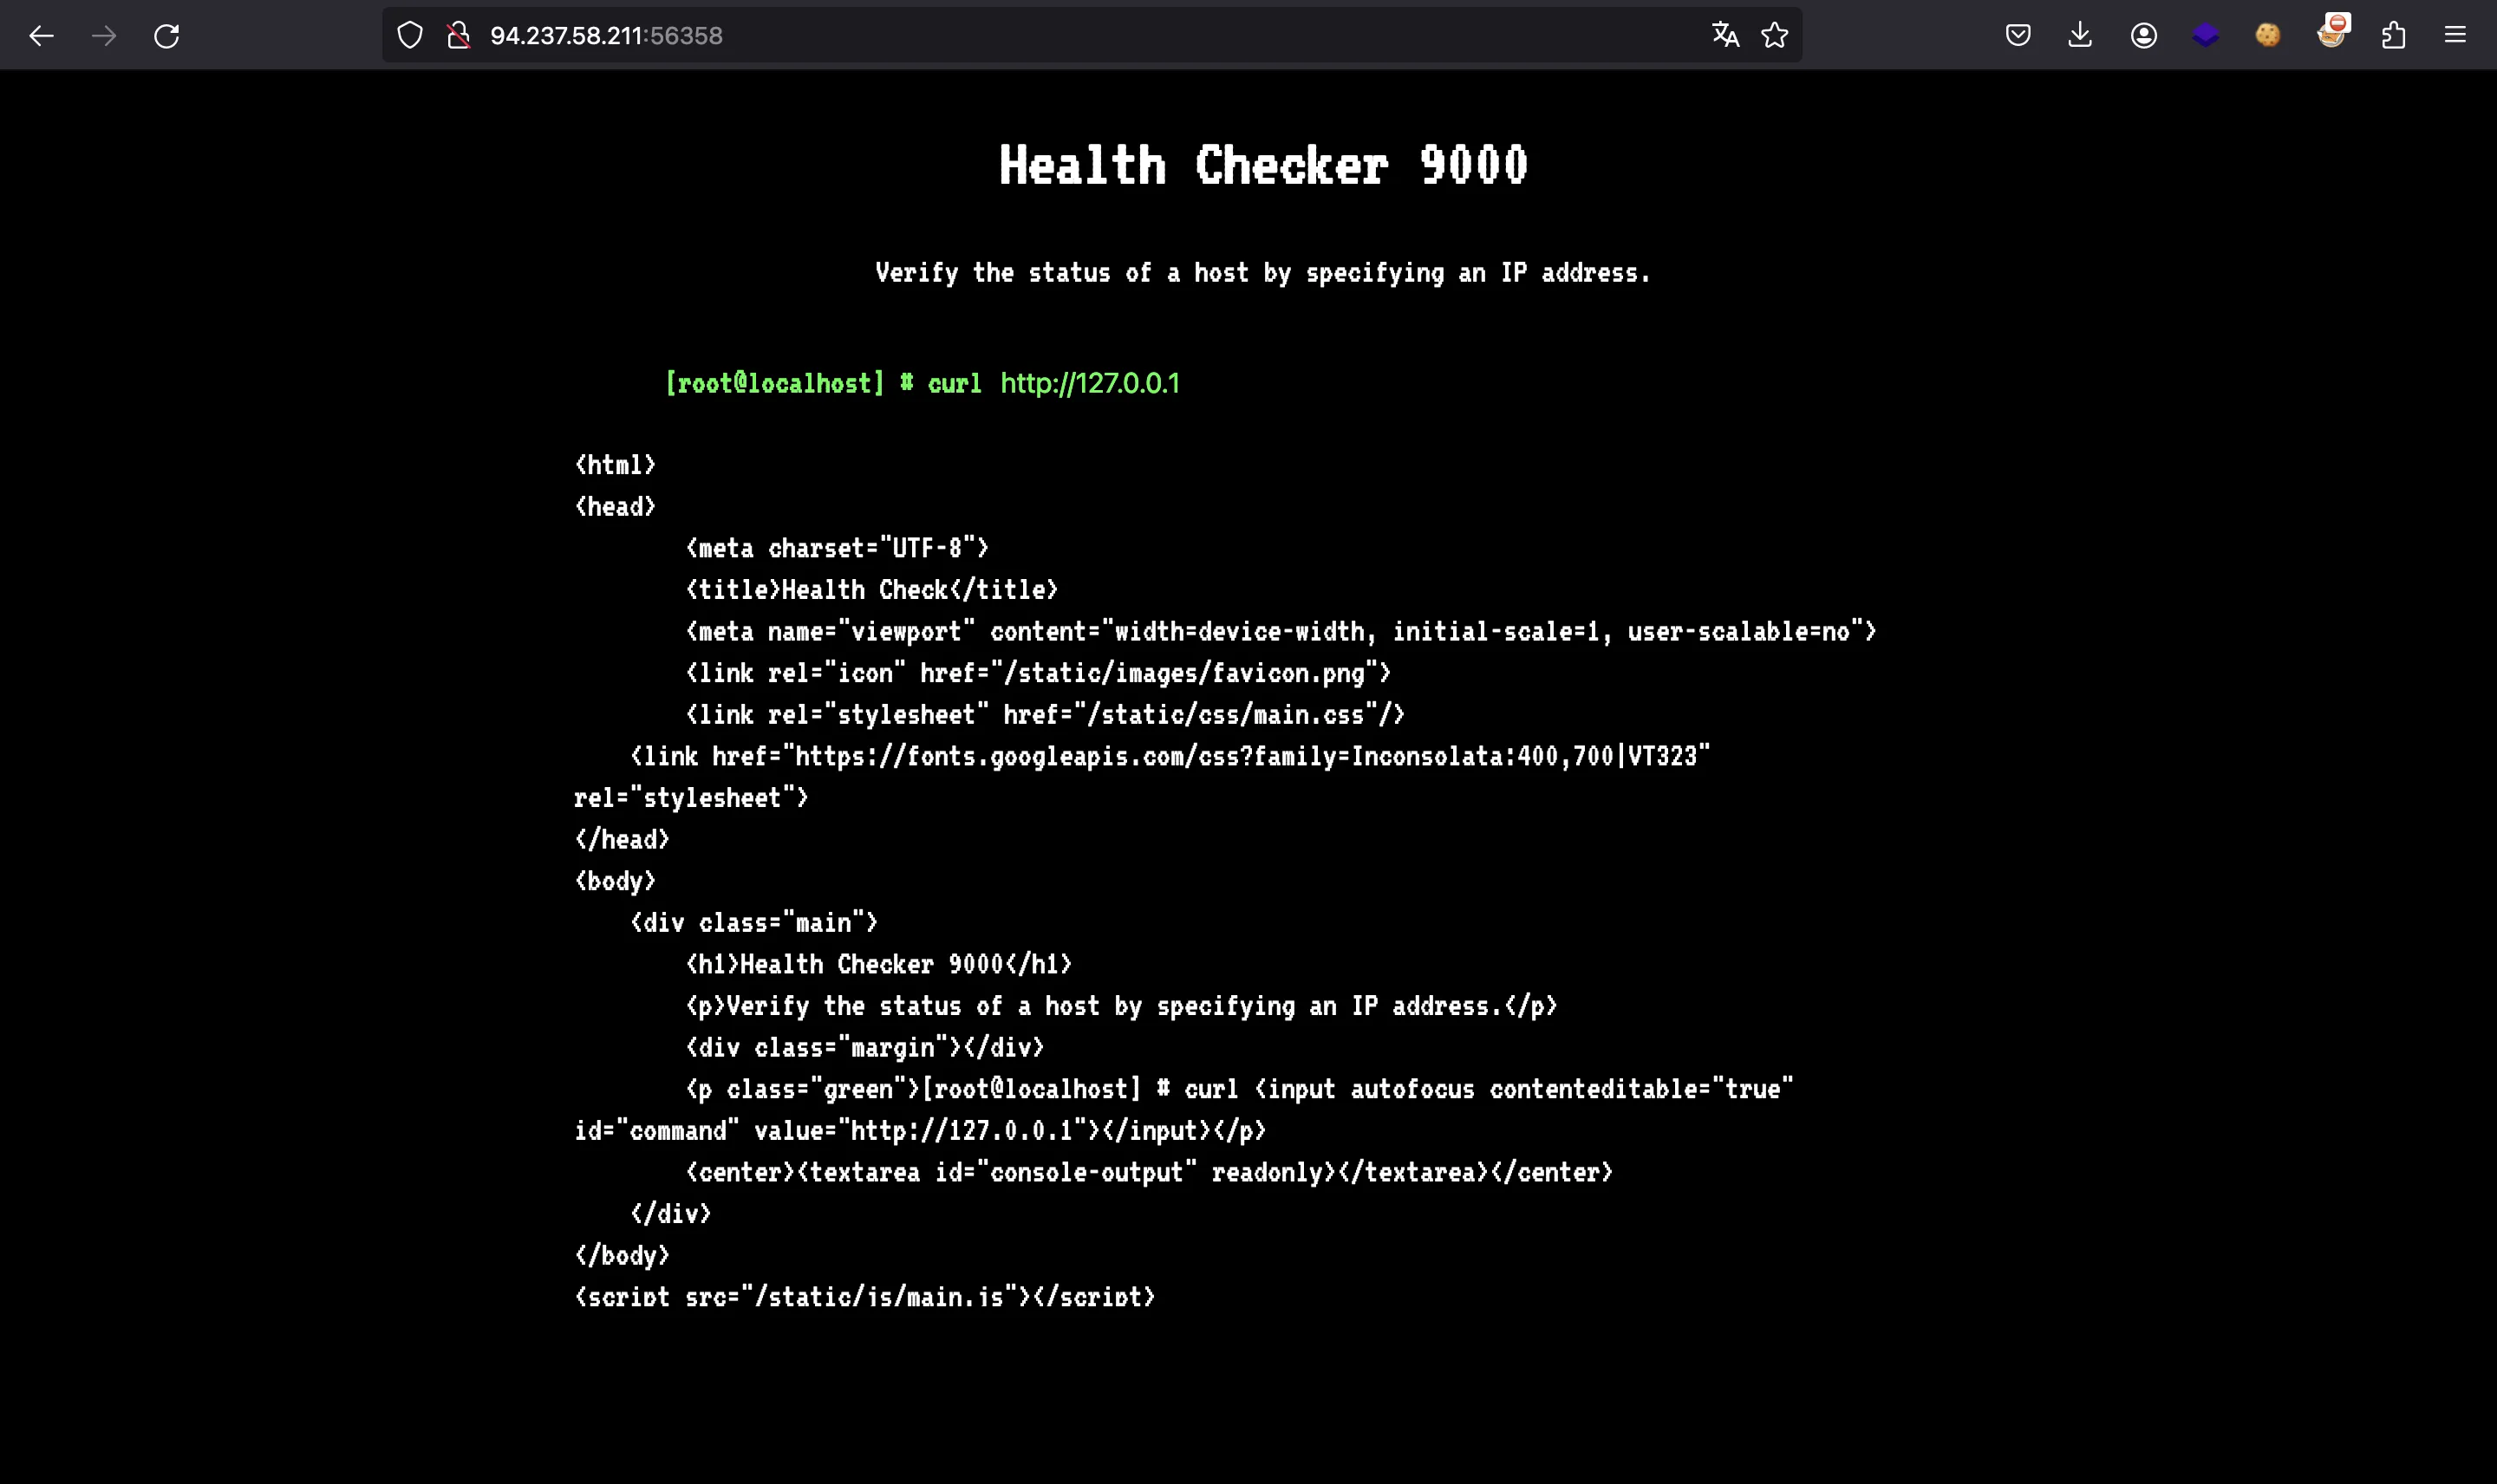 94.237.58.211:56358
Health Checker 9000
Verify the status of a host by specifying an IP address.
[root@localhost] # curl http://127.0.0.1
<html>
<head>
        <meta charset="UTF-8">
        <title>Health Check</title>
        <meta name="viewport" content="width=device-width, initial-scale=1, user-scalable=no">
        <link rel="icon" href="/static/images/favicon.png">
        <link rel="stylesheet" href="/static/css/main.css"/>
    <link href="https://fonts.googleapis.com/css?family=Inconsolata:400,700|VT323"
rel="stylesheet">
</head>
<body>
    <div class="main">
        <h1>Health Checker 9000</h1>
        <p>Verify the status of a host by specifying an IP address.</p>
        <div class="margin"></div>
        <p class="green">[root@localhost] # curl <input autofocus contenteditable="true"
id="command" value="http://127.0.0.1"></input></p>
        <center><textarea id="console-output" readonly></textarea></center>
    </div>
</body>
<script src="/static/js/main.js"></script>